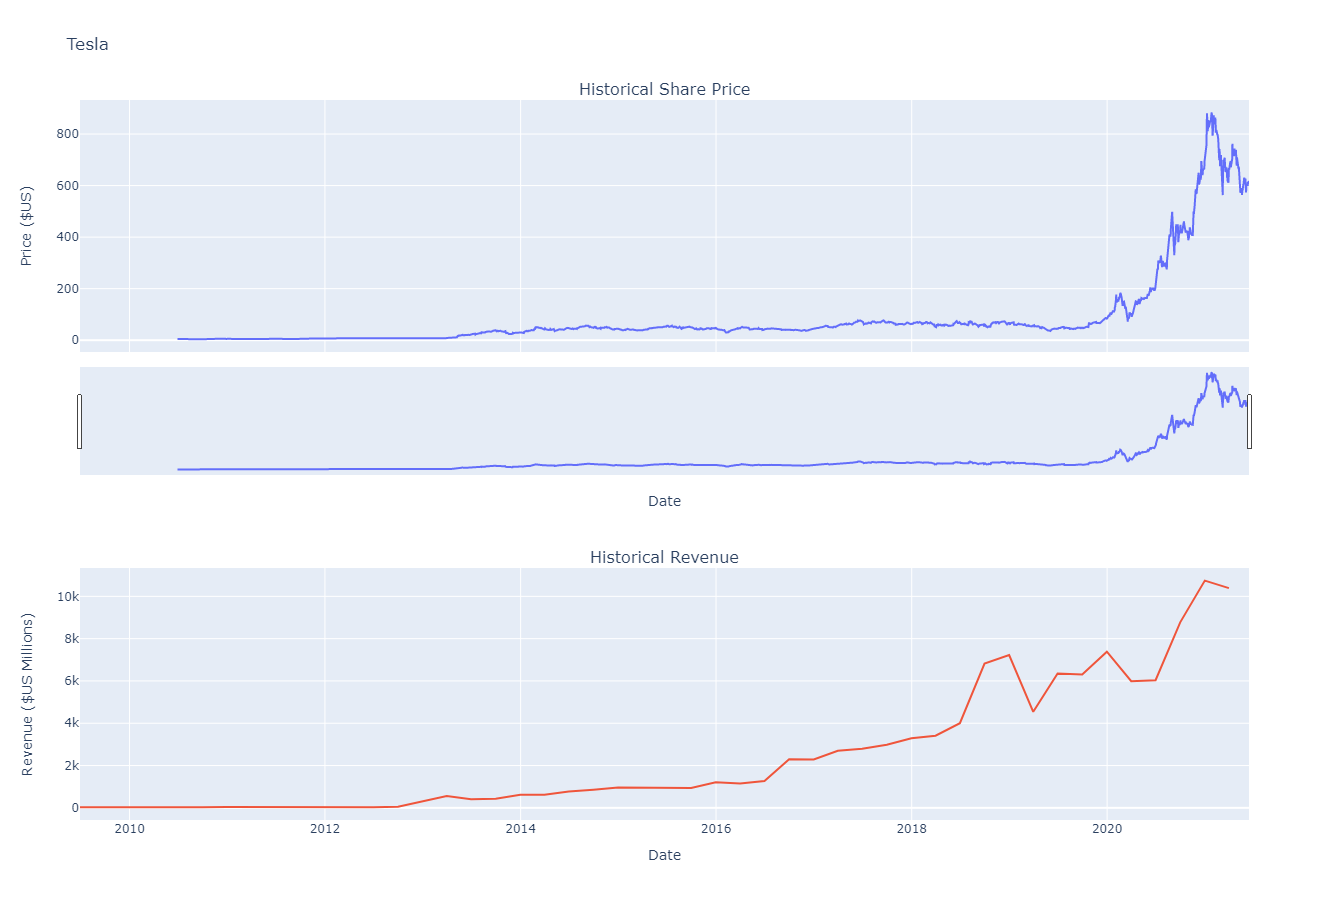 Tesla
Historical Share Price
Price ($US)
800
600
400
200
0
Date
Historical Revenue
Revenue ($US Millions)
10k
8k
6k
4k
2k
0
2010 2012 2014 2016 2018 2020
Date